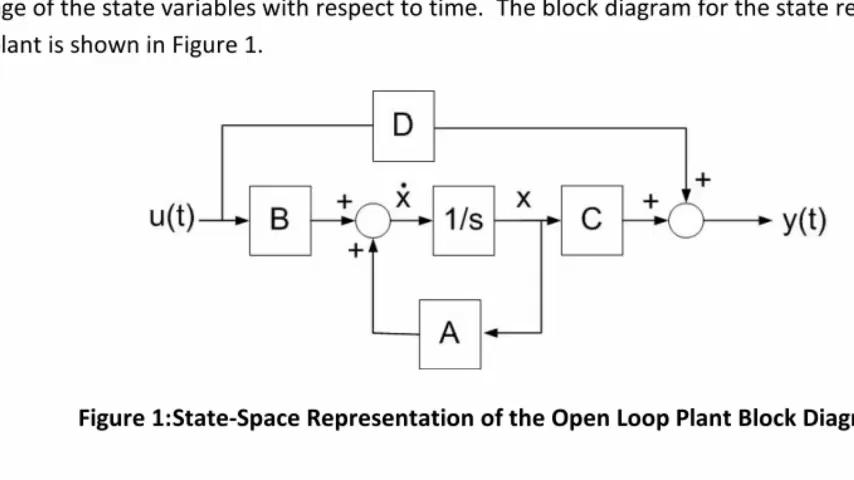 ge of the state variables with respect to time. The block diagram for the state re
lant is shown in Figure 1.
D
u(t)
B
+
+
ẋ
1/s
x
C
+
+
y(t)
A
Figure 1:State-Space Representation of the Open Loop Plant Block Diagr